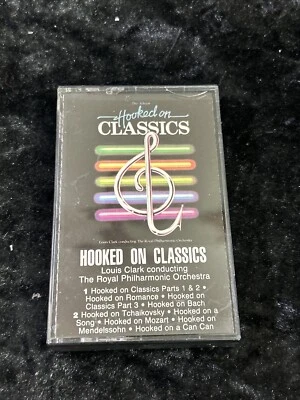 The Album
Hooked on
CLASSICS
Louis Clark conducting The Royal Philharmonic Orchestra
HOOKED ON CLASSICS
Louis Clark conducting
The Royal Philharmonic Orchestra
1 Hooked on Classics Parts 1 & 2 •
Hooked on Romance • Hooked on
Classics Part 3 • Hooked on Bach
2 Hooked on Tchaikovsky • Hooked on a
Song • Hooked on Mozart • Hooked on
Mendelssohn • Hooked on a Can Can